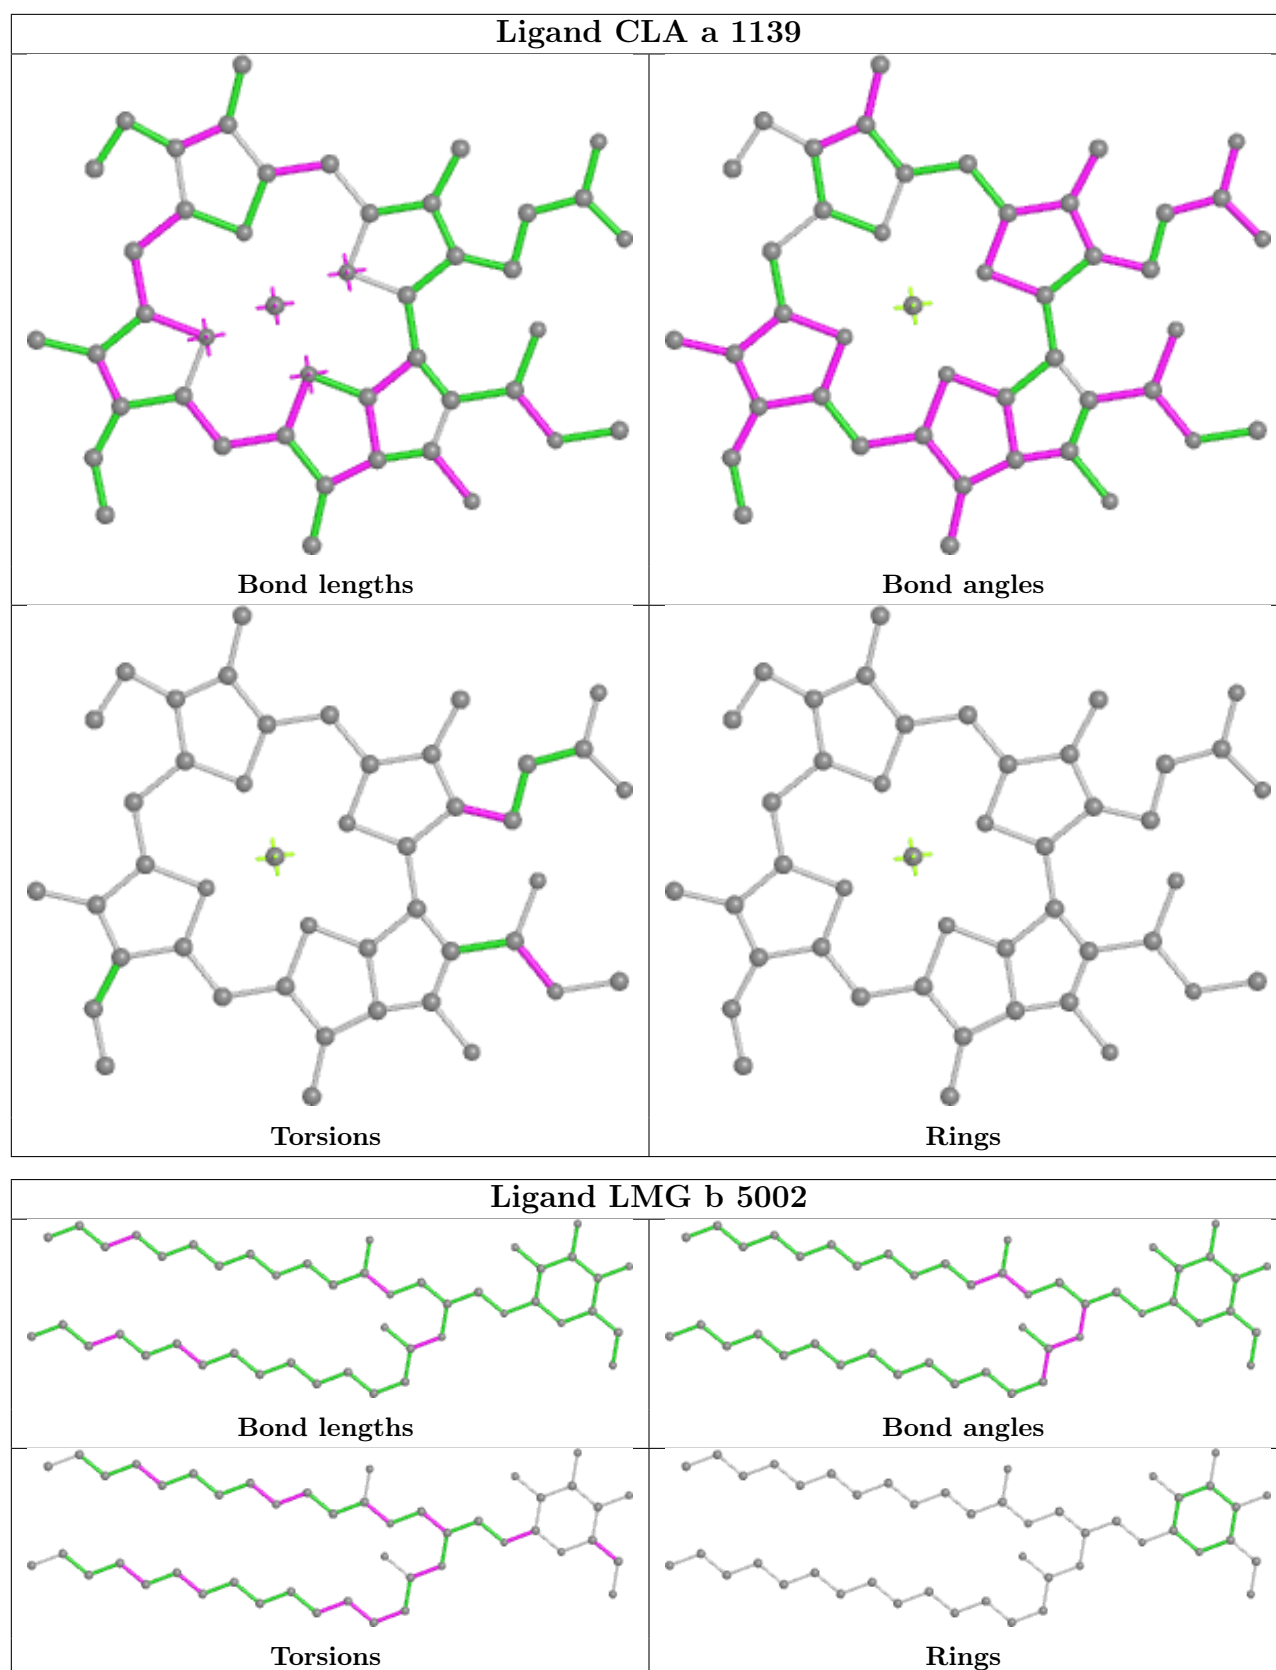 Ligand CLA a 1139
Bond lengths
Bond angles
Torsions
Rings
Ligand LMG b 5002
Bond lengths
Bond angles
Torsions
Rings